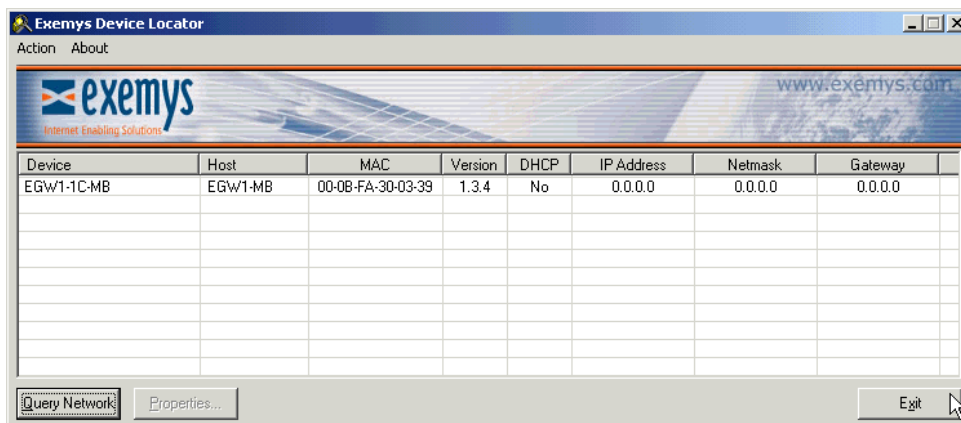 Exemys Device Locator
Action About
exemys
Internet Enabling Solutions
www.exemys.com
Device Host MAC Version DHCP IP Address Netmask Gateway
EGW1-1C-MB EGW1-MB 00-0B-FA-30-03-39 1.3.4 No 0.0.0.0 0.0.0.0 0.0.0.0
Query Network Properties... Exit